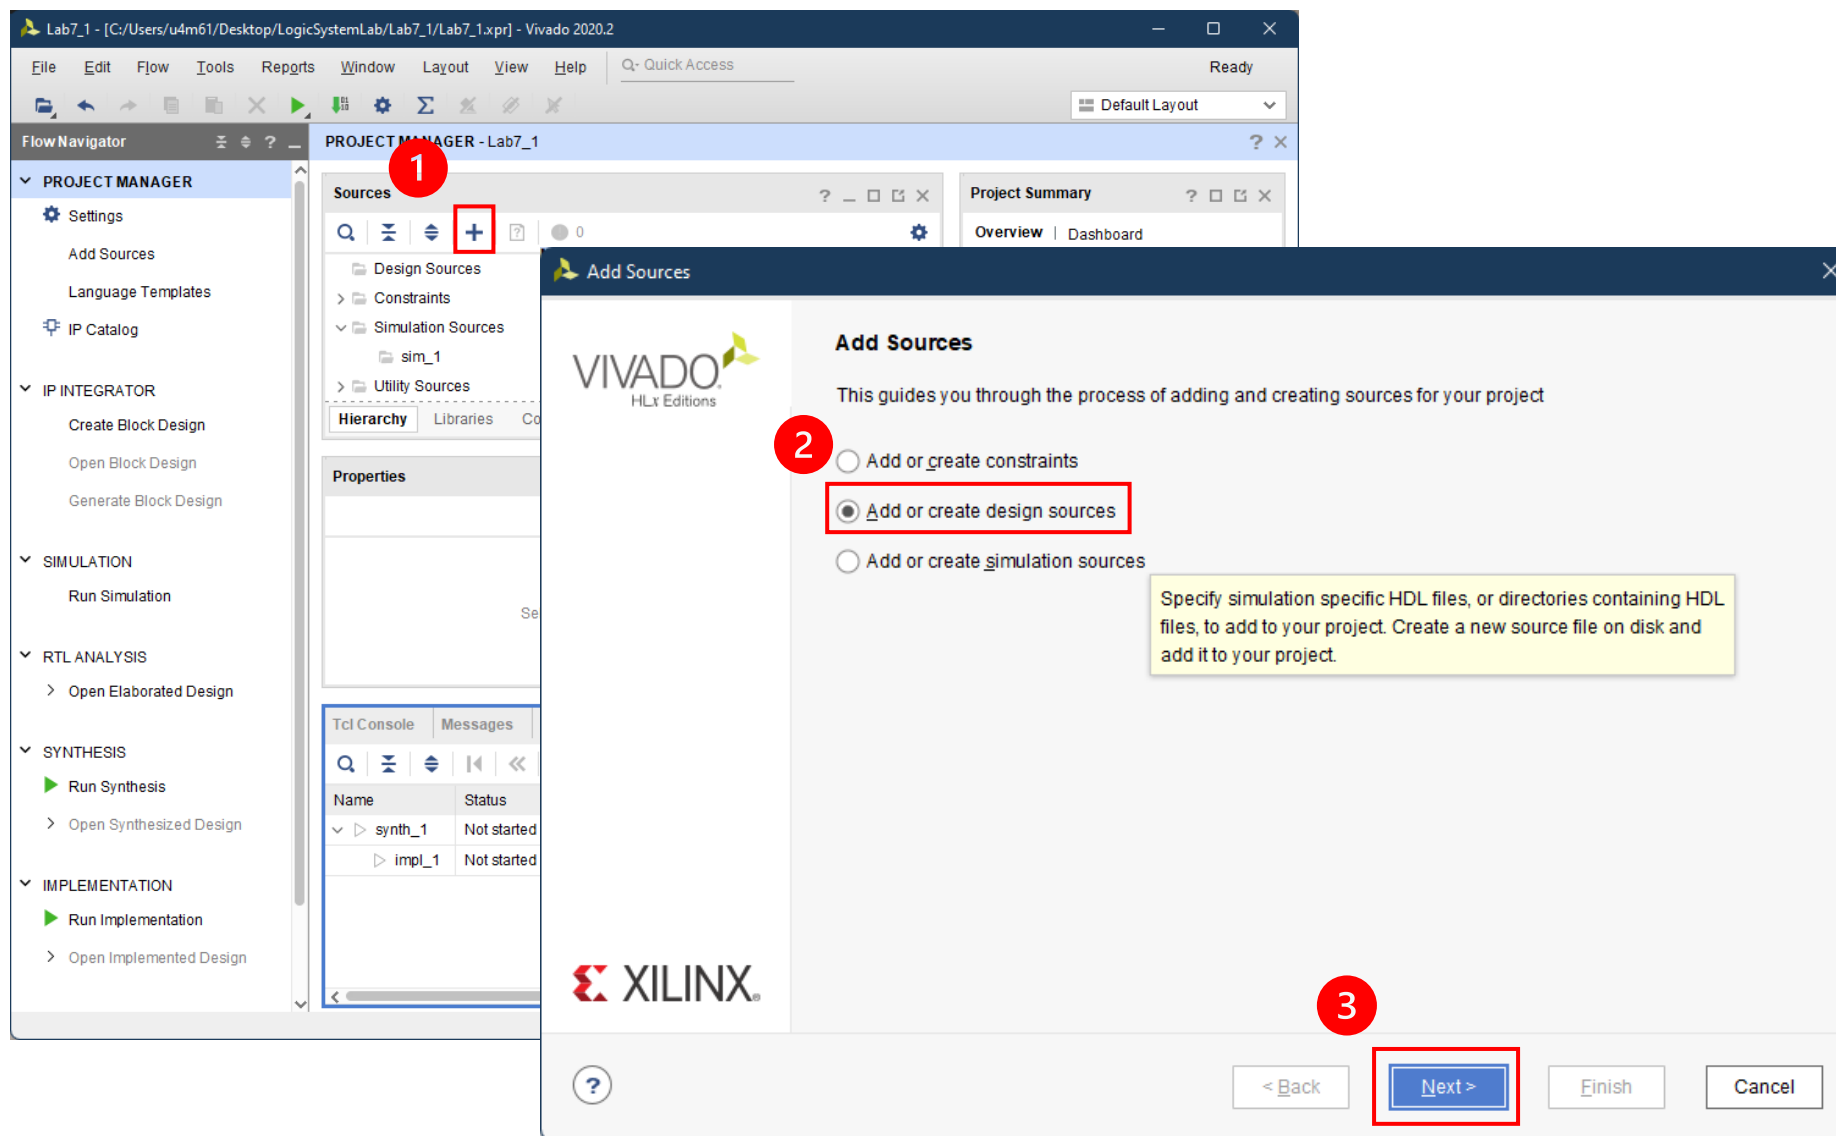 Lab7_1 - [C:/Users/u4m61/Desktop/LogicSystemLab/Lab7_1/Lab7_1.xpr] - Vivado 2020.2
File Edit Flow Tools Reports Window Layout View Help Quick Access Ready
Default Layout
Flow Navigator
PROJECT MANAGER
Settings
Add Sources
Language Templates
IP Catalog
IP INTEGRATOR
Create Block Design
Open Block Design
Generate Block Design
SIMULATION
Run Simulation
RTL ANALYSIS
Open Elaborated Design
SYNTHESIS
Run Synthesis
Open Synthesized Design
IMPLEMENTATION
Run Implementation
Open Implemented Design
PROJECT MANAGER - Lab7_1
1
Sources
0
Design Sources
Constraints
Simulation Sources
sim_1
Utility Sources
Hierarchy Libraries Co
Project Summary
Overview | Dashboard
Properties
Se
Tcl Console Messages
Name Status
synth_1 Not started
impl_1 Not started
Add Sources
VIVADO
HLx Editions
XILINX
Add Sources
This guides you through the process of adding and creating sources for your project
2
Add or create constraints
Add or create design sources
Add or create simulation sources
Specify simulation specific HDL files, or directories containing HDL
files, to add to your project. Create a new source file on disk and
add it to your project.
3
? < Back Next > Finish Cancel